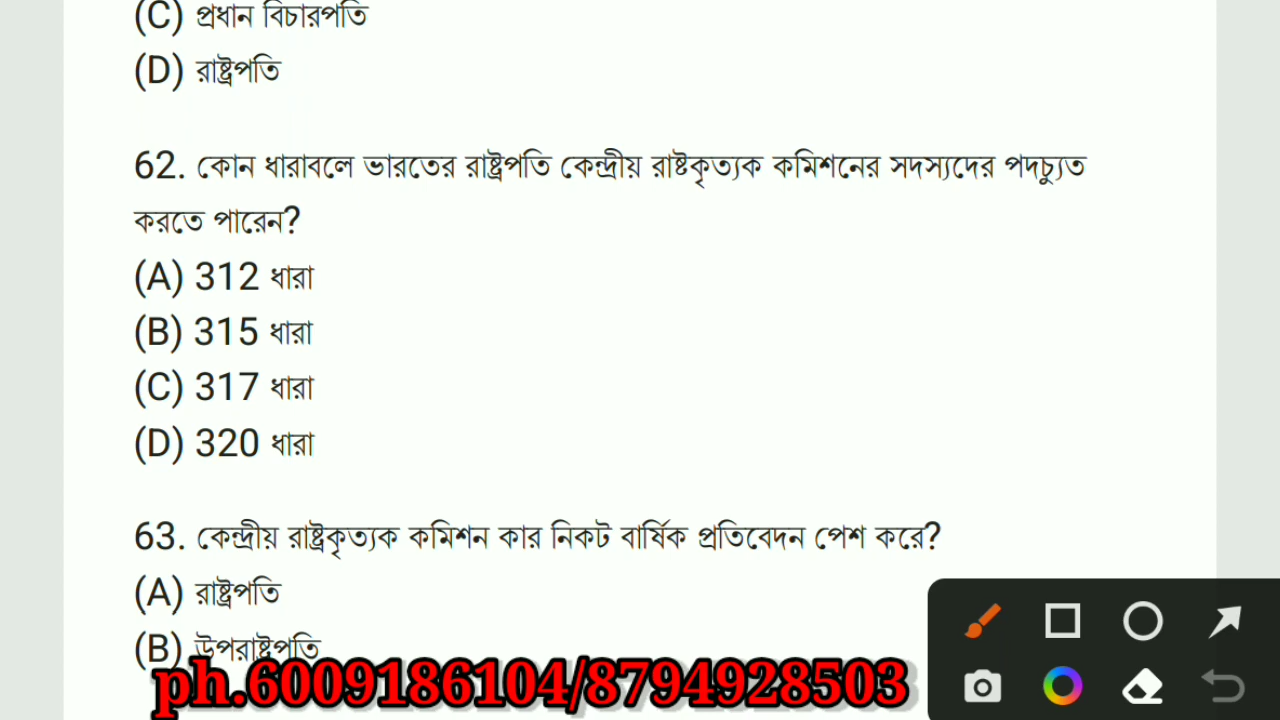 (C) প্রধান বিচারপতি
(D) রাষ্ট্রপতি
62. কোন ধারাবলে ভারতের রাষ্ট্রপতি কেন্দ্রীয় রাষ্টকৃত্যক কমিশনের সদস্যদের পদচ্যুত
করতে পারেন?
(A) 312 ধারা
(B) 315 ধারা
(C) 317 ধারা
(D) 320 ধারা
63. কেন্দ্রীয় রাষ্ট্রকৃত্যক কমিশন কার নিকট বার্ষিক প্রতিবেদন পেশ করে?
(A) রাষ্ট্রপতি
(B) উপরাষ্ট্রপতি
ph.6009186104/8794928503